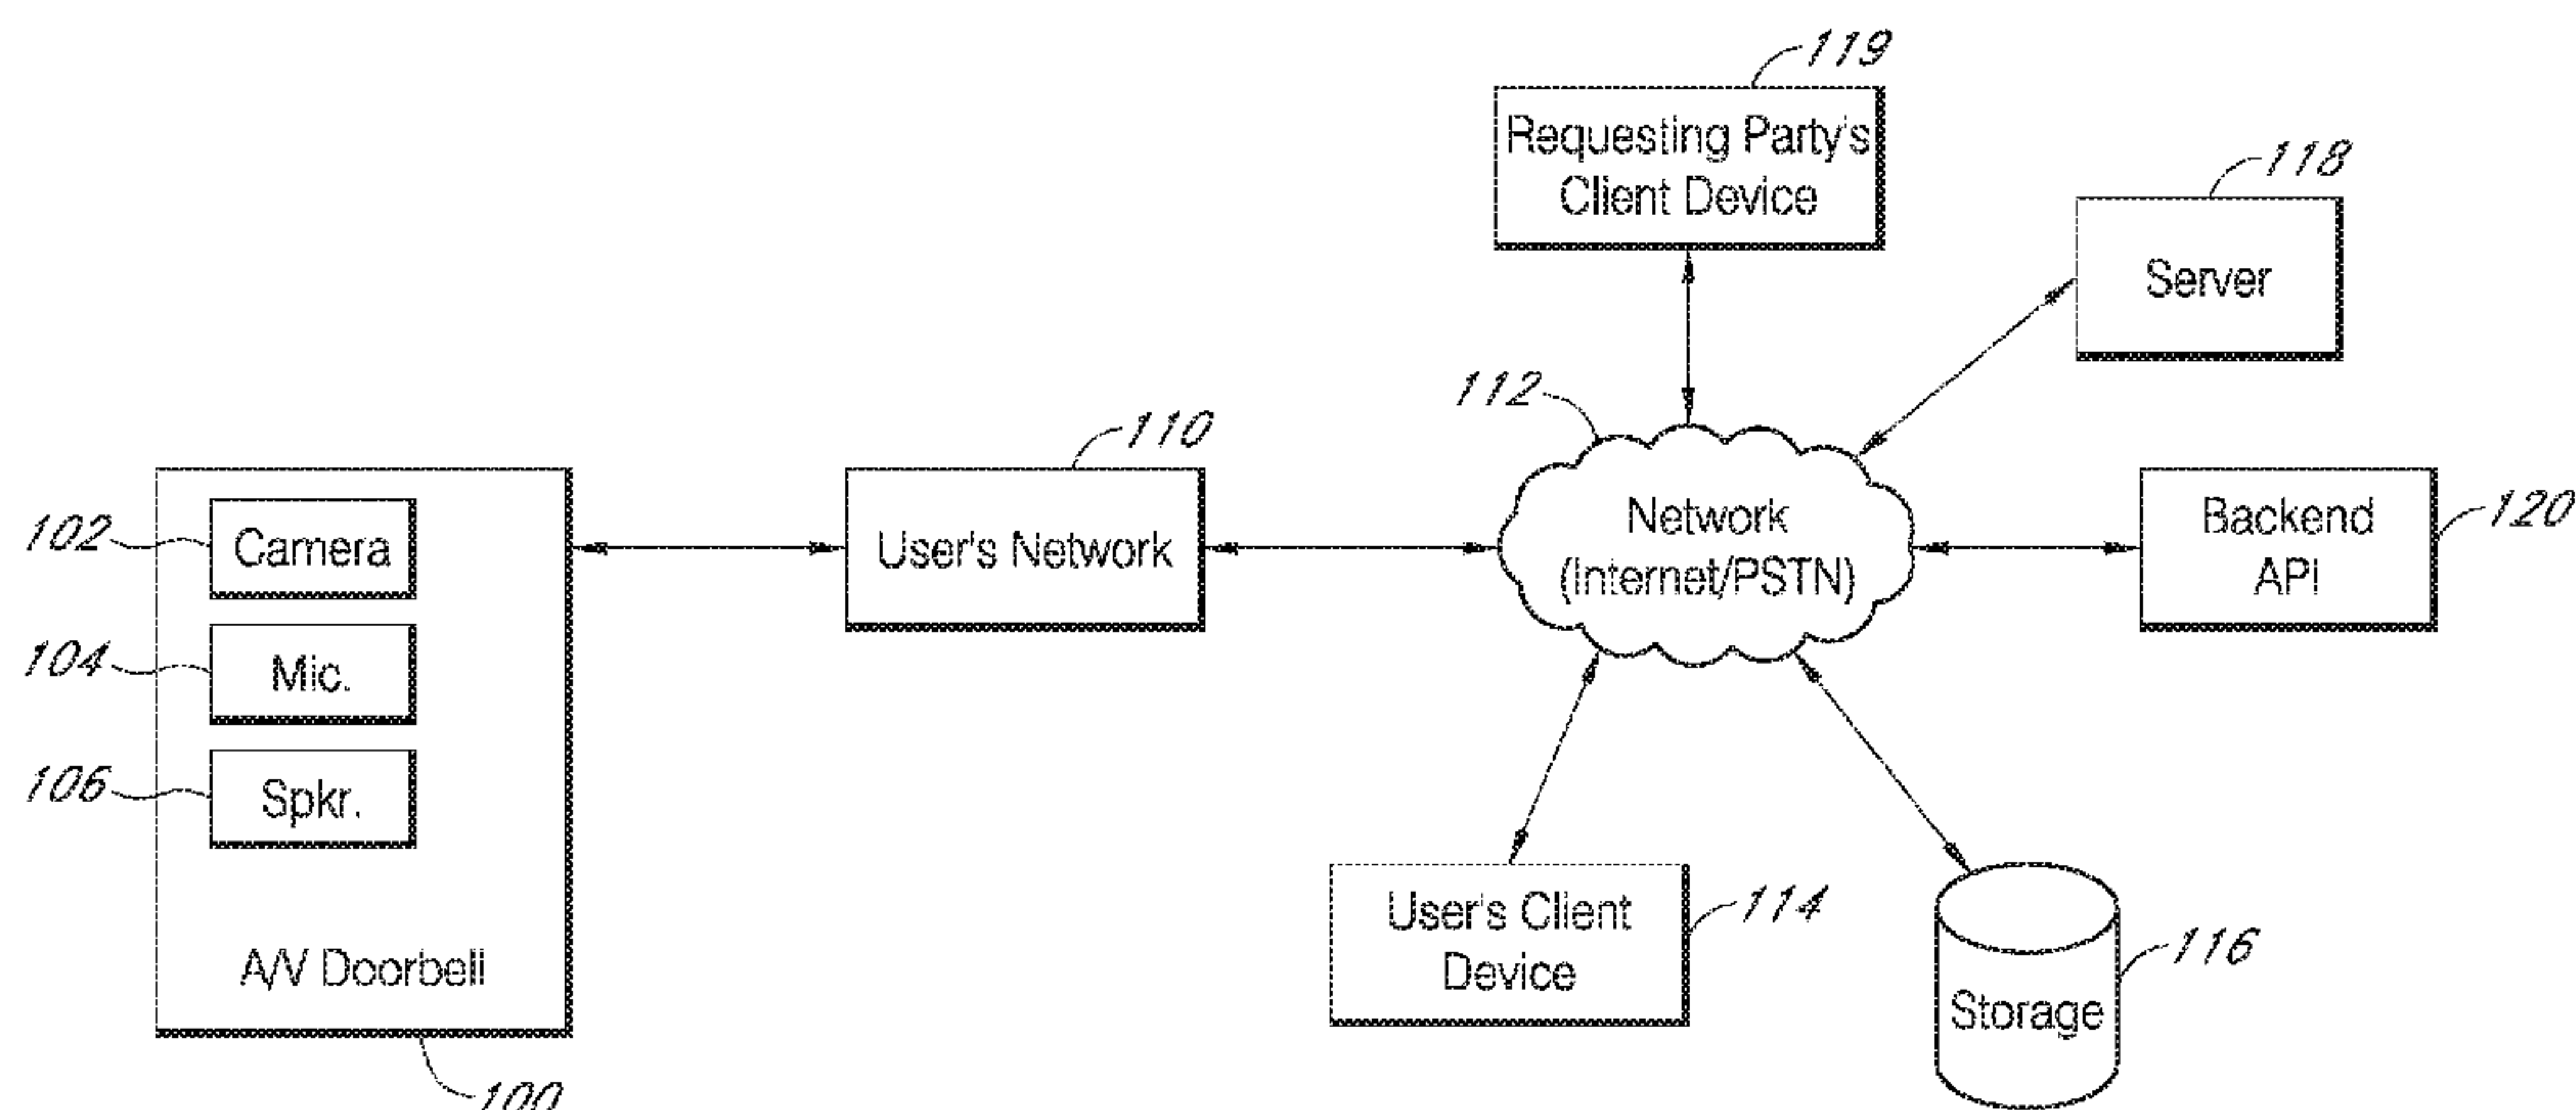 119
Requesting Party's
Client Device
118
Server
112
110
102
Camera
User's Network
Network
(Internet/PSTN)
Backend
API
120
104
Mic.
106
Spkr.
User's Client
Device
114
116
A/V Doorbell
Storage
100